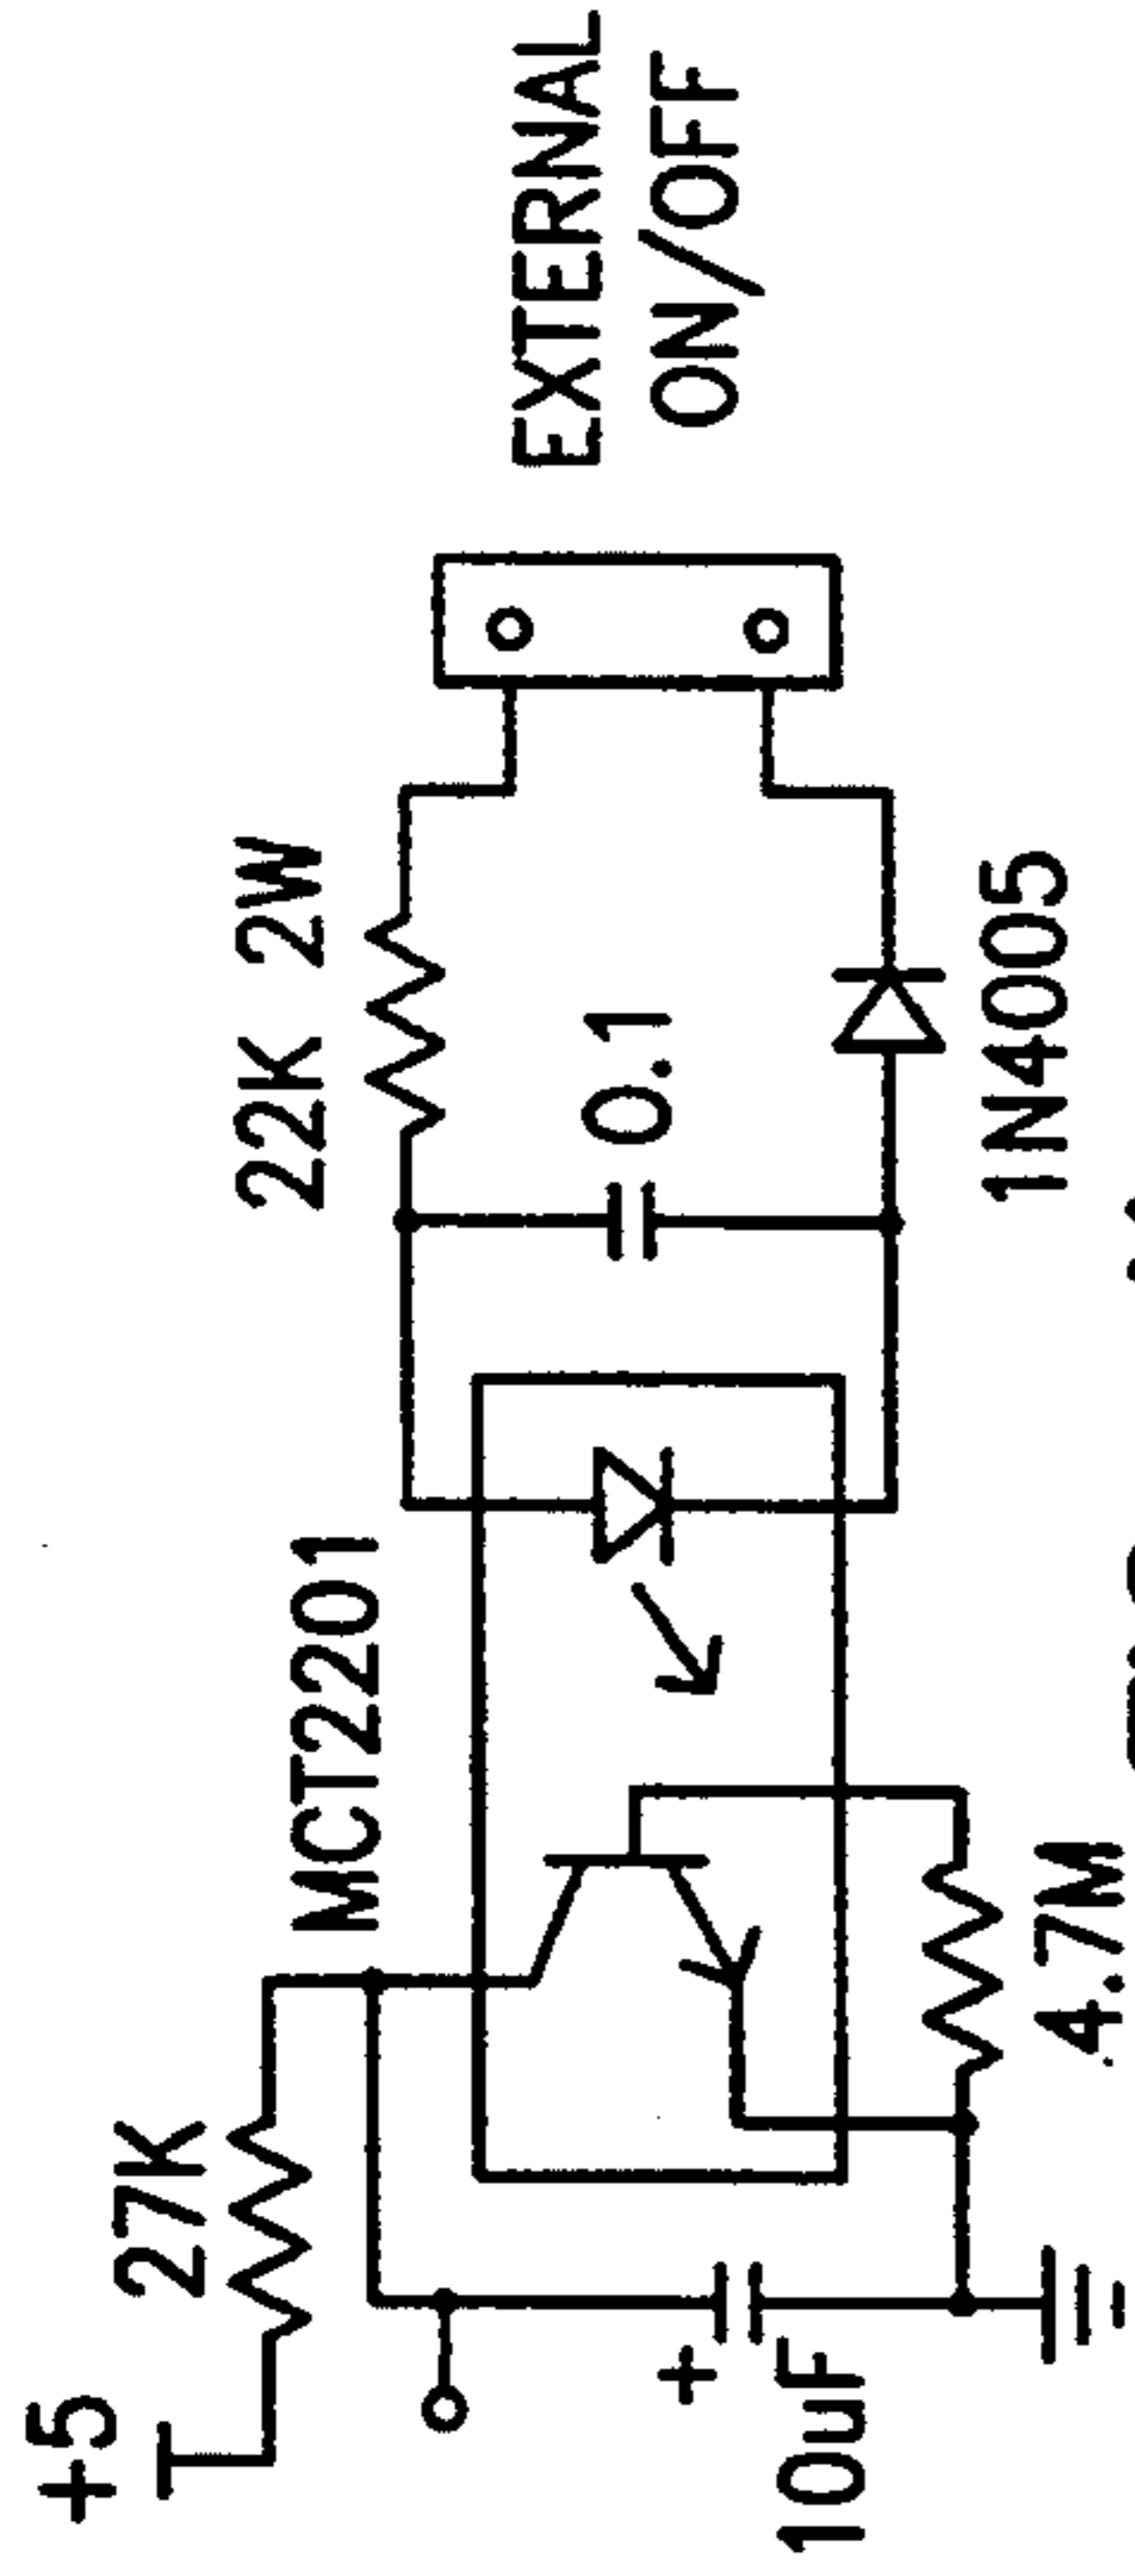 +5
27K
10uF
MCT2201
4.7M
22K 2W
0.1
1N4005
EXTERNAL
ON/OFF